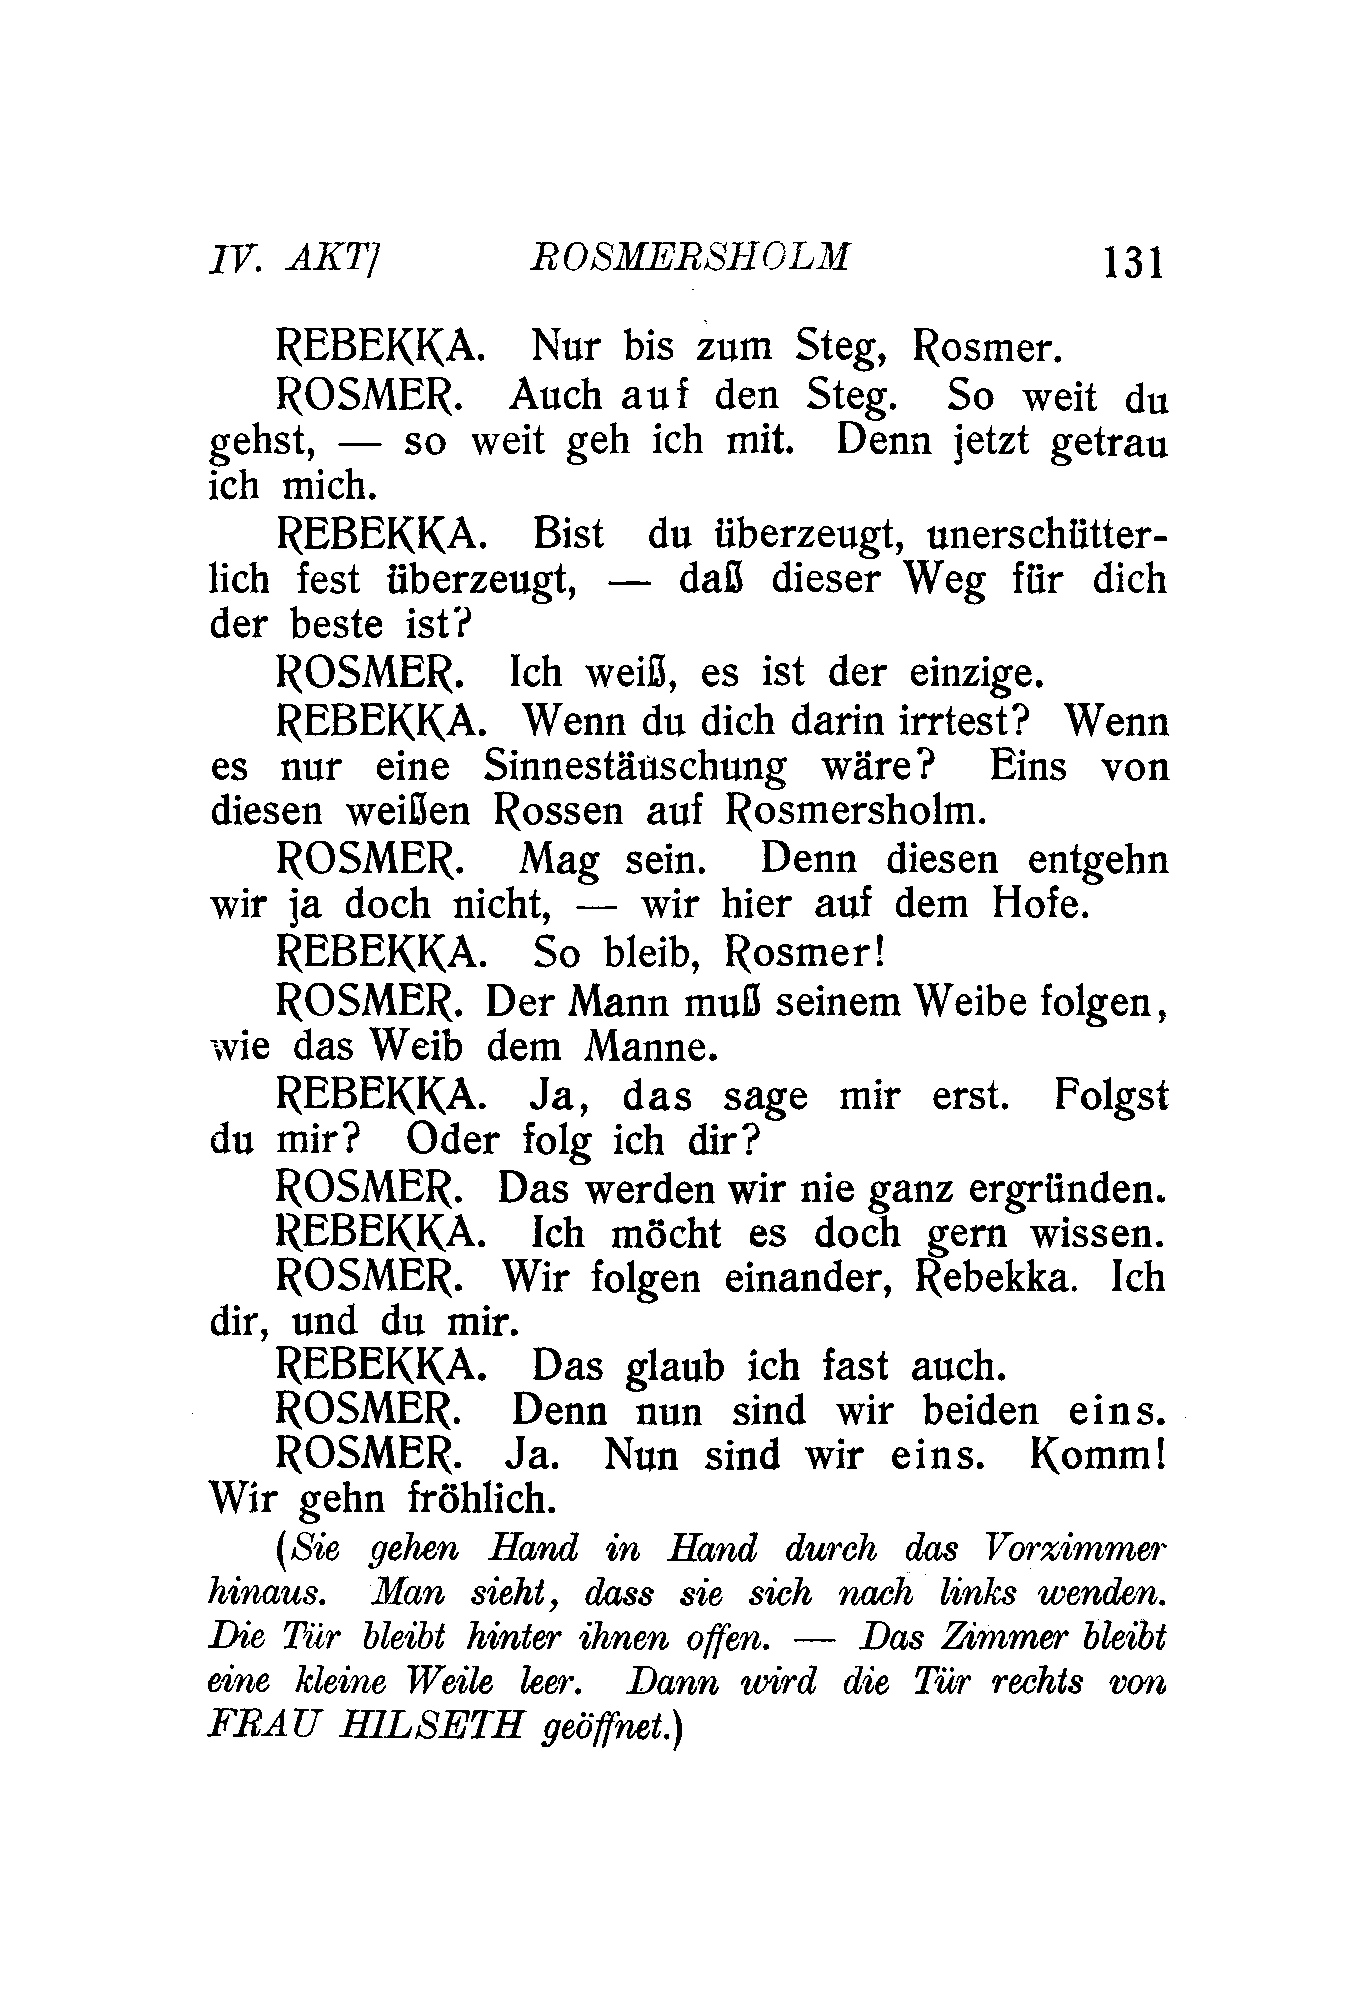 IV. AKT] ROSMERSHOLM 131
REBEKKA. Nur bis zum Steg, Rosmer.
ROSMER. Auch auf den Steg. So weit du
gehst, — so weit geh ich mit. Denn jetzt getrau
ich mich.
REBEKKA. Bist du überzeugt, unerschütter-
lich fest überzeugt, — daß dieser Weg für dich
der beste ist?
ROSMER. Ich weiß, es ist der einzige.
REBEKKA. Wenn du dich darin irrtest? Wenn
es nur eine Sinnestäuschung wäre? Eins von
diesen weißen Rossen auf Rosmersholm.
ROSMER. Mag sein. Denn diesen entgehn
wir ja doch nicht, — wir hier auf dem Hofe.
REBEKKA. So bleib, Rosmer!
ROSMER. Der Mann muß seinem Weibe folgen,
wie das Weib dem Manne.
REBEKKA. Ja, das sage mir erst. Folgst
du mir? Oder folg ich dir?
ROSMER. Das werden wir nie ganz ergründen.
REBEKKA. Ich möcht es doch gern wissen.
ROSMER. Wir folgen einander, Rebekka. Ich
dir, und du mir.
REBEKKA. Das glaub ich fast auch.
ROSMER. Denn nun sind wir beiden eins.
ROSMER. Ja. Nun sind wir eins. Komm!
Wir gehn fröhlich.
(Sie gehen Hand in Hand durch das Vorzimmer
hinaus. Man sieht, dass sie sich nach links wenden.
Die Tür bleibt hinter ihnen offen. — Das Zimmer bleibt
eine kleine Weile leer. Dann wird die Tür rechts von
FRAU HILSETH geöffnet.)